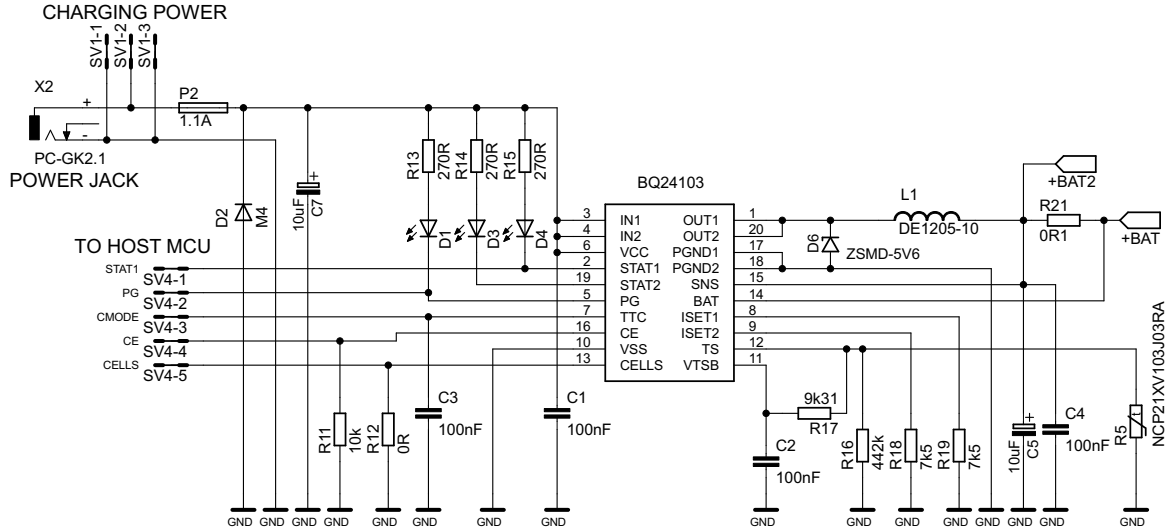 CHARGING POWER
SV1-1
SV1-2
SV1-3
X2
+
-
PC-GK2.1
POWER JACK
P2
1.1A
D2
M4
10uF
+
C7
R13
270R
R14
270R
R15
270R
D1
D3
D4
TO HOST MCU
STAT1
SV4-1
PG
SV4-2
CMODE
SV4-3
CE
SV4-4
CELLS
SV4-5
BQ24103
3 IN1 OUT1 1
4 IN2 OUT2 20
6 VCC PGND1 17
2 STAT1 PGND2 18
19 STAT2 SNS 15
5 PG BAT 14
7 TTC ISET1 8
16 CE ISET2 9
10 VSS TS 12
13 CELLS VTSB 11
D6
ZSMD-5V6
L1
DE1205-10
+BAT2
R21
0R1
+BAT
R11
10k
R12
0R
C3
100nF
C1
100nF
9k31
R17
C2
100nF
R16
442k
R18
7k5
R19
7k5
10uF
+
C5
C4
100nF
R5
t
NCP21XV103J03RA
GND GND GND GND GND GND GND GND GND GND GND GND GND GND GND GND